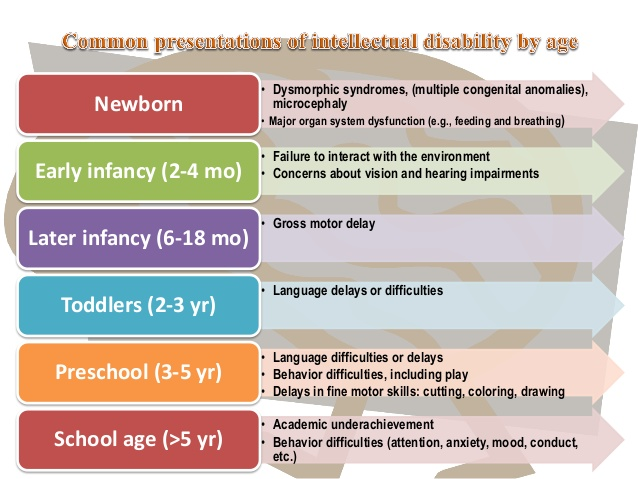 Common presentations of intellectual disability by age
Newborn
• Dysmorphic syndromes, (multiple congenital anomalies),
microcephaly
• Major organ system dysfunction (e.g., feeding and breathing)
Early infancy (2-4 mo)
• Failure to interact with the environment
• Concerns about vision and hearing impairments
Later infancy (6-18 mo)
• Gross motor delay
Toddlers (2-3 yr)
• Language delays or difficulties
Preschool (3-5 yr)
• Language difficulties or delays
• Behavior difficulties, including play
• Delays in fine motor skills: cutting, coloring, drawing
School age (>5 yr)
• Academic underachievement
• Behavior difficulties (attention, anxiety, mood, conduct,
etc.)